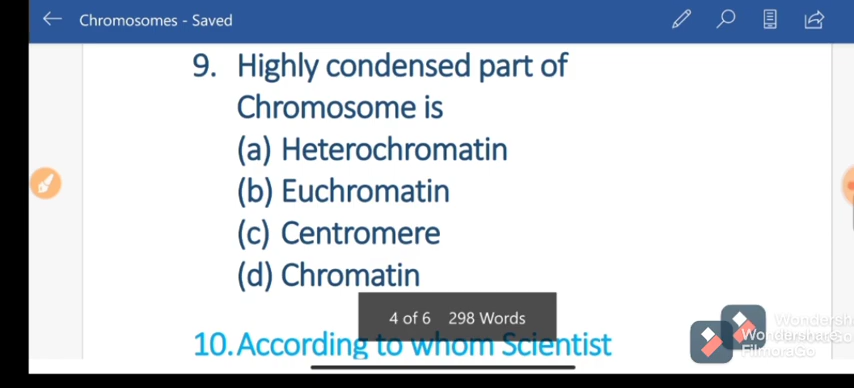 Chromosomes - Saved
9. Highly condensed part of
Chromosome is
(a) Heterochromatin
(b) Euchromatin
(c) Centromere
(d) Chromatin
4 of 6 298 Words
10. According to whom Scientist
Wondershare
FilmoraGo